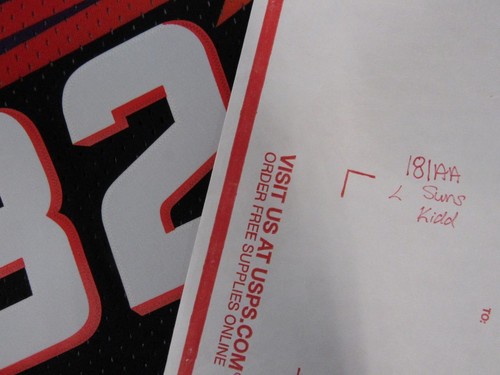 32
VISIT US AT USPS.COM®
ORDER FREE SUPPLIES ONLINE
181AA
L Suns
Kidd
TO: